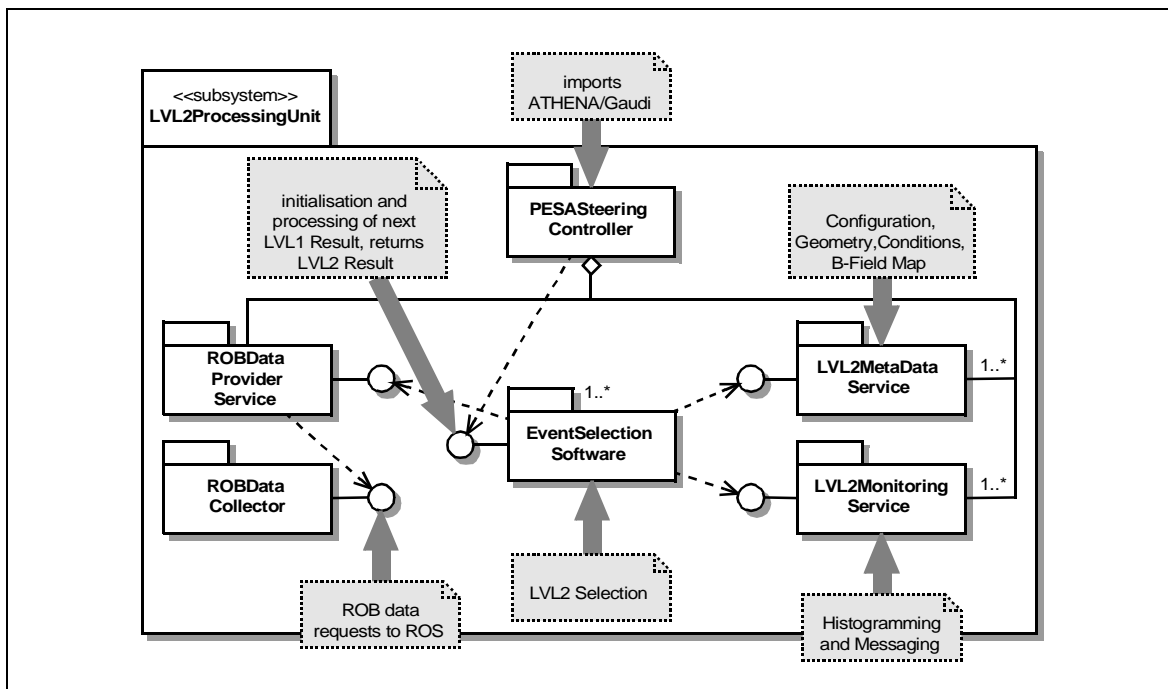 <<subsystem>>
LVL2ProcessingUnit
imports
ATHENA/Gaudi
initialisation and
processing of next
LVL1 Result, returns
LVL2 Result
PESASteering
Controller
Configuration,
Geometry,Conditions,
B-Field Map
ROBData
Provider
Service
1..*
EventSelection
Software
LVL2MetaData
Service
1..*
ROBData
Collector
LVL2Monitoring
Service
1..*
ROB data
requests to ROS
LVL2 Selection
Histogramming
and Messaging